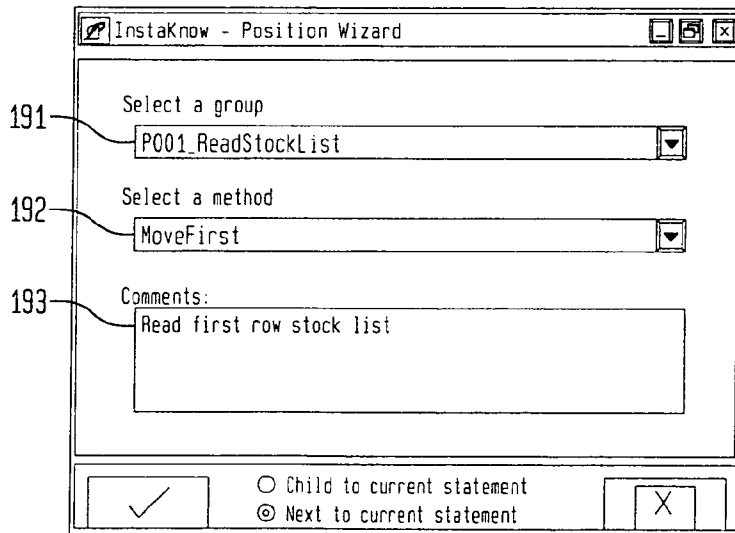 InstaKnow - Position Wizard
Select a group
191
P001_ReadStockList
Select a method
192
MoveFirst
Comments:
193
Read first row stock list
Child to current statement
Next to current statement